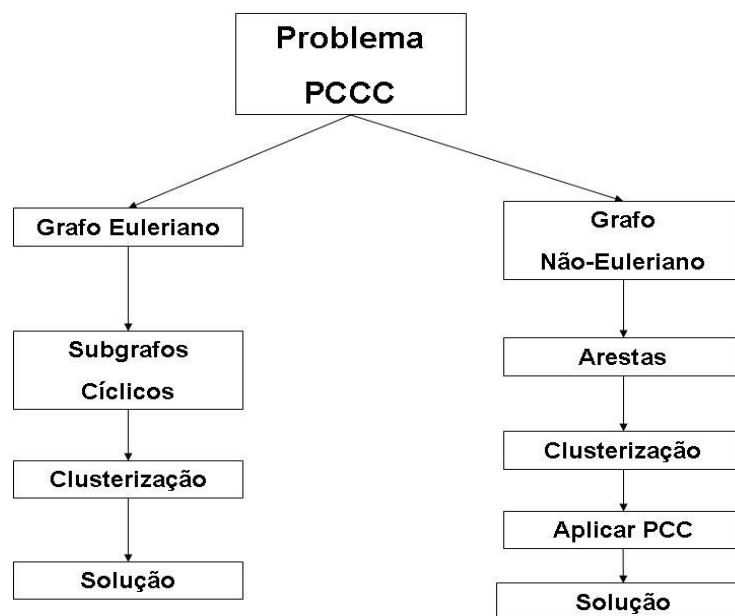 Problema
PCCC
Grafo Euleriano
Subgrafos
Cíclicos
Clusterização
Solução
Grafo
Não-Euleriano
Arestas
Clusterização
Aplicar PCC
Solução